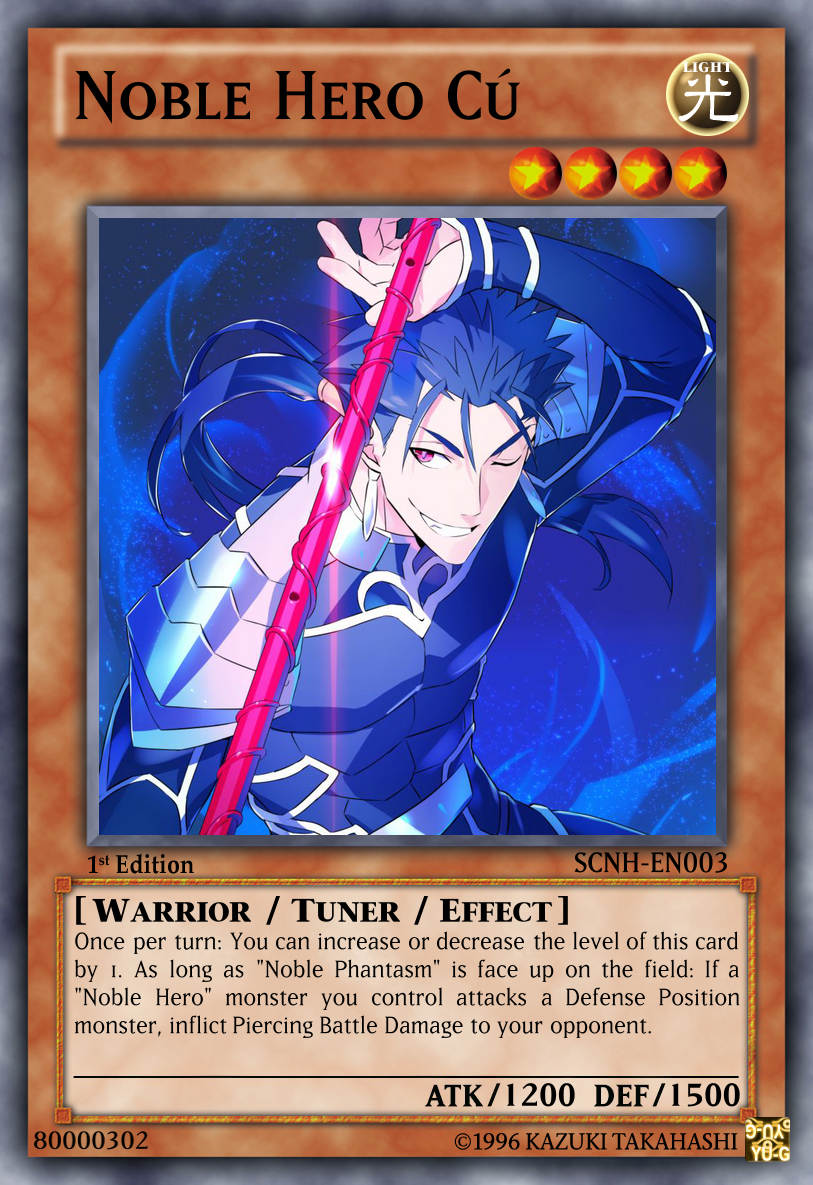 Noble Hero Cú
LIGHT
光
1st Edition
SCNH-EN003
[ Warrior / Tuner / Effect ]
Once per turn: You can increase or decrease the level of this card
by 1. As long as "Noble Phantasm" is face up on the field: If a
"Noble Hero" monster you control attacks a Defense Position
monster, inflict Piercing Battle Damage to your opponent.
ATK/1200 DEF/1500
80000302
©1996 KAZUKI TAKAHASHI